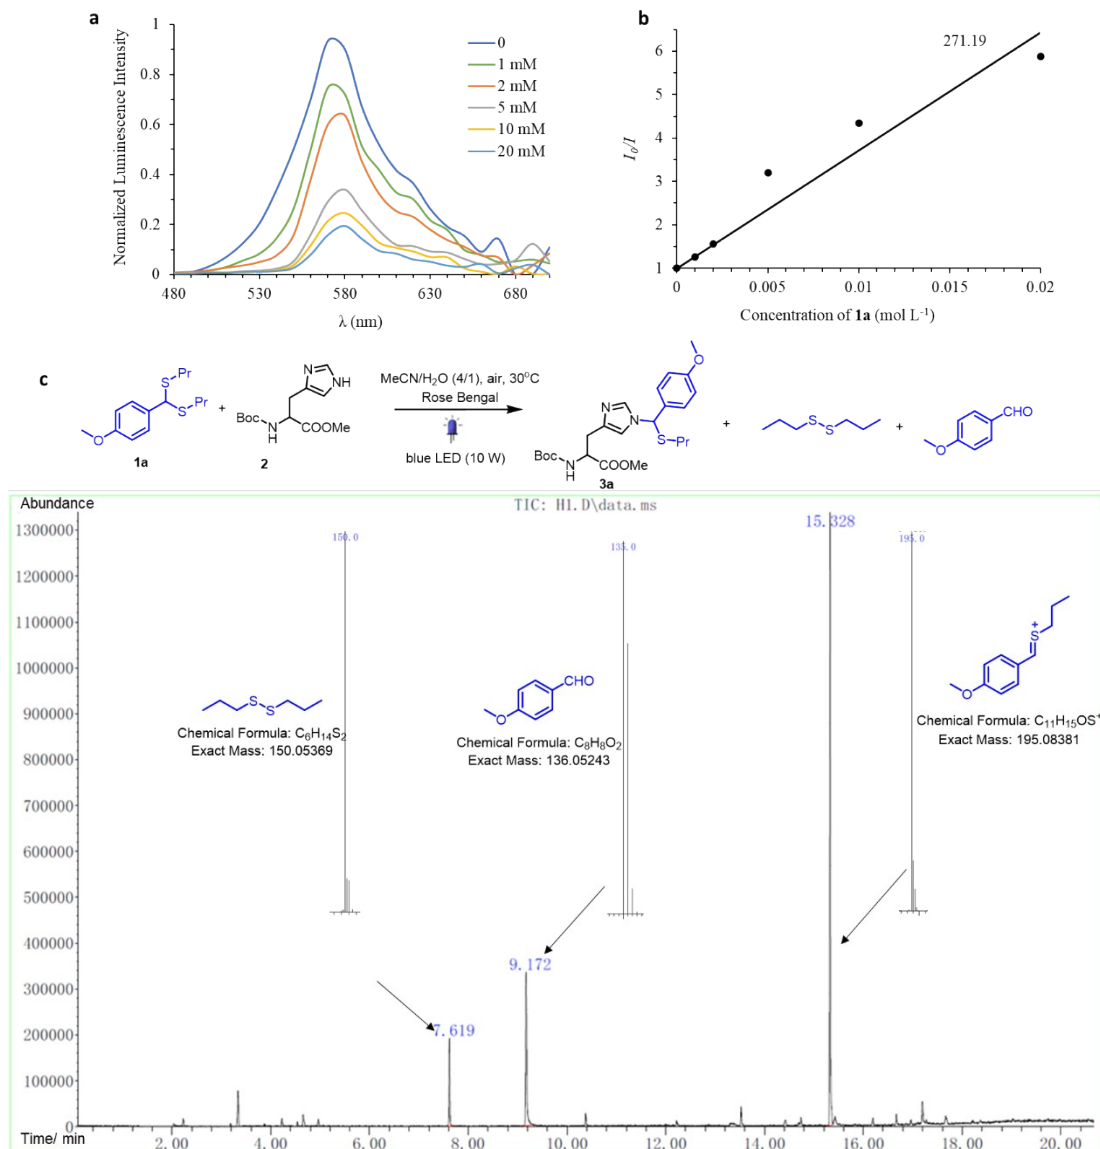 a
Normalized Luminescence Intensity
1
0.8
0.6
0.4
0.2
0
480
530
580
630
680
λ (nm)
0
1 mM
2 mM
5 mM
10 mM
20 mM
b
I₀/I
6
5
4
3
2
1
0
0.005
0.01
0.015
0.02
271.19
Concentration of 1a (mol L⁻¹)
c
S Pr
S Pr
O
1a
+
N
NH
Boc N H
COOMe
2
MeCN/H₂O (4/1), air, 30°C
Rose Bengal
blue LED (10 W)
O
N
N
S Pr
Boc N H
COOMe
3a
+
S S
+
CHO
O
Abundance
TIC: H1.D\data.ms
1300000
1200000
1100000
1000000
900000
800000
700000
600000
500000
400000
300000
200000
100000
0
Time/ min
2.00
4.00
6.00
8.00
10.00
12.00
14.00
16.00
18.00
20.00
150.0
135.0
15.328
195.0
S S
Chemical Formula: C₆H₁₄S₂
Exact Mass: 150.05369
CHO
O
Chemical Formula: C₈H₈O₂
Exact Mass: 136.05243
S +
O
Chemical Formula: C₁₁H₁₅OS⁺
Exact Mass: 195.08381
7.619
9.172